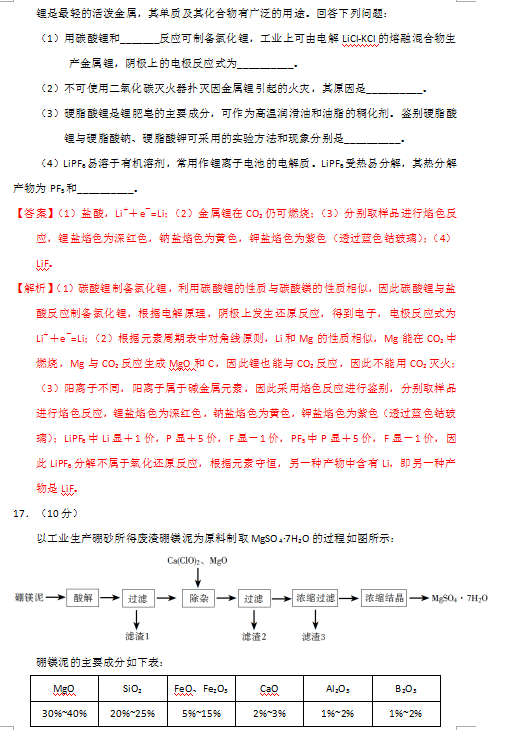 锂是最轻的活泼金属，其单质及其化合物有广泛的用途。回答下列问题：
（1）用碳酸锂和_______反应可制备氯化锂，工业上可由电解 LiCl-KCl 的熔融混合物生
产金属锂，阴极上的电极反应式为__________。
（2）不可使用二氧化碳灭火器扑灭因金属锂引起的火灾，其原因是__________。
（3）硬脂酸锂是锂肥皂的主要成分，可作为高温润滑油和油脂的稠化剂。鉴别硬脂酸
锂与硬脂酸钠、硬脂酸钾可采用的实验方法和现象分别是__________。
（4）LiPF₆易溶于有机溶剂，常用作锂离子电池的电解质。LiPF₆受热易分解，其热分解
产物为 PF₅和__________。
【答案】（1）盐酸，Li⁺＋e⁻=Li；（2）金属锂在 CO₂ 仍可燃烧；（3）分别取样品进行焰色反
应，锂盐焰色为深红色，钠盐焰色为黄色，钾盐焰色为紫色（透过蓝色钴玻璃）；（4）
LiF。
【解析】（1）碳酸锂制备氯化锂，利用碳酸锂的性质与碳酸镁的性质相似，因此碳酸锂与盐
酸反应制备氯化锂，根据电解原理，阴极上发生还原反应，得到电子，电极反应式为
Li⁺＋e⁻=Li；（2）根据元素周期表中对角线原则，Li 和 Mg 的性质相似，Mg 能在 CO₂ 中
燃烧，Mg 与 CO₂ 反应生成 MgO 和 C，因此锂也能与 CO₂ 反应，因此不能用 CO₂ 灭火；
（3）阳离子不同，阳离子属于碱金属元素，因此采用焰色反应进行鉴别，分别取样品
进行焰色反应，锂盐焰色为深红色，钠盐焰色为黄色，钾盐焰色为紫色（透过蓝色钴玻
璃）；LiPF₆ 中 Li 显＋1 价，P 显＋5 价，F 显－1 价，PF₅ 中 P 显＋5 价，F 显－1 价，因
此 LiPF₆ 分解不属于氧化还原反应，根据元素守恒，另一种产物中含有 Li，即另一种产
物是 LiF。
17．（10 分）
以工业生产硼砂所得废渣硼镁泥为原料制取 MgSO₄·7H₂O 的过程如图所示：
Ca(ClO)₂、MgO
硼镁泥 酸解 过滤 除杂 过滤 浓缩过滤 浓缩结晶 MgSO₄・7H₂O
滤渣1 滤渣2 滤渣3
硼镁泥的主要成分如下表：
MgO SiO₂ FeO、Fe₂O₃ CaO Al₂O₃ B₂O₃
30%~40% 20%~25% 5%~15% 2%~3% 1%~2% 1%~2%